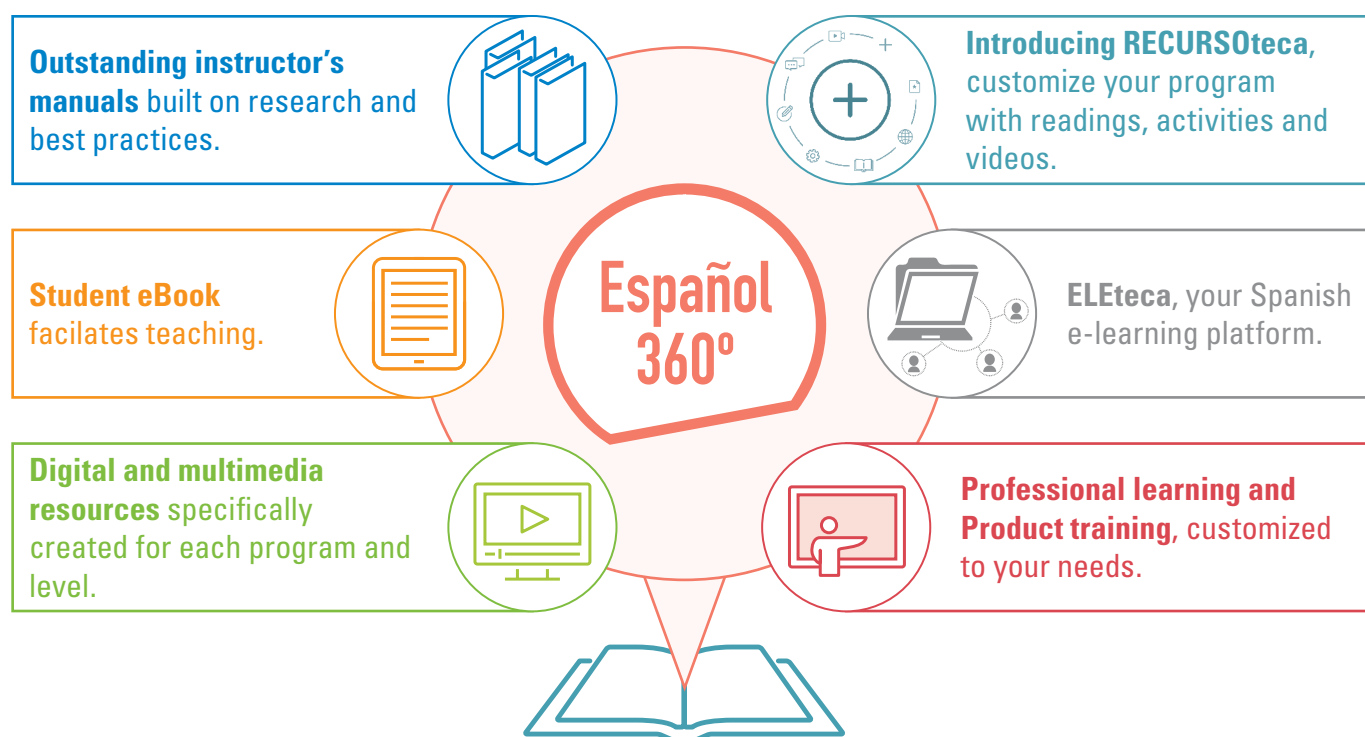 Outstanding instructor's
manuals built on research and
best practices.
Introducing RECURSOteca,
customize your program
with readings, activities and
videos.
Student eBook
facilates teaching.
Español
360º
ELEteca, your Spanish
e-learning platform.
Digital and multimedia
resources specifically
created for each program and
level.
Professional learning and
Product training, customized
to your needs.